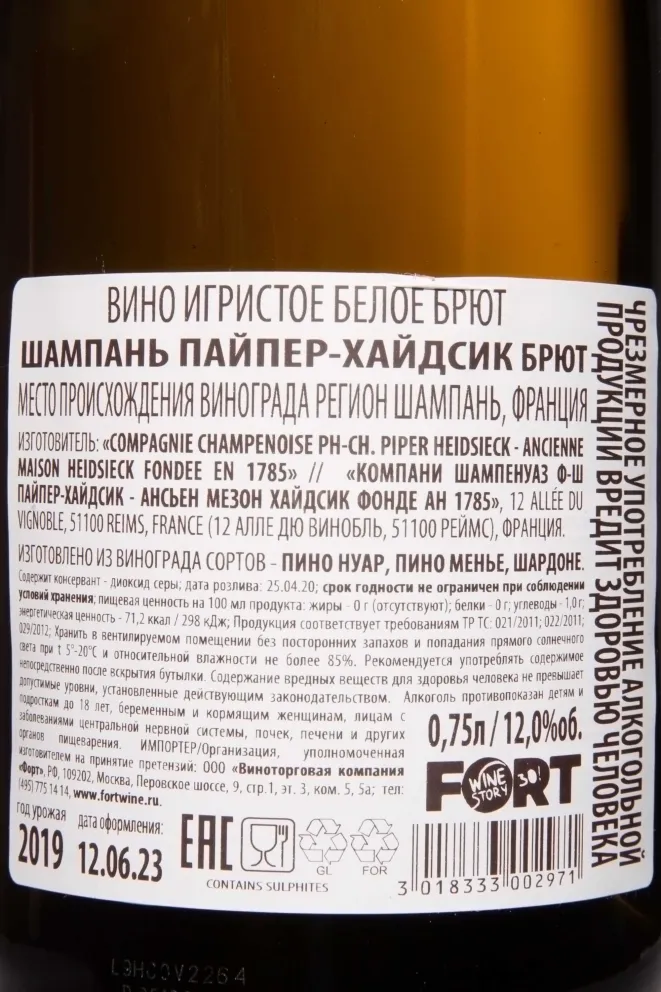 ВИНО ИГРИСТОЕ БЕЛОЕ БРЮТ
ШАМПАНЬ ПАЙПЕР-ХАЙДСИК БРЮТ
МЕСТО ПРОИСХОЖДЕНИЯ ВИНОГРАДА РЕГИОН ШАМПАНЬ, ФРАНЦИЯ
ИЗГОТОВИТЕЛЬ: «COMPAGNIE CHAMPENOISE PH-CH. PIPER HEIDSIECK - ANCIENNE
MAISON HEIDSIECK FONDEE EN 1785» // «КОМПАНИ ШАМПЕНУАЗ Ф-Ш
ПАЙПЕР-ХАЙДСИК - АНСЬЕН МЕЗОН ХАЙДСИК ФОНДЕ АН 1785», 12 ALLÉE DU
VIGNOBLE, 51100 REIMS, FRANCE (12 АЛЛЕ ДЮ ВИНОБЛЬ, 51100 РЕЙМС), ФРАНЦИЯ.
ИЗГОТОВЛЕНО ИЗ ВИНОГРАДА СОРТОВ - ПИНО НУАР, ПИНО МЕНЬЕ, ШАРДОНЕ.
Содержит консервант - диоксид серы; дата розлива: 25.04.20; срок годности не ограничен при соблюдении
условий хранения; пищевая ценность на 100 мл продукта: жиры - 0 г (отсутствуют); белки - 0 г; углеводы - 1,0 г;
энергетическая ценность - 71,2 ккал / 298 кДж; Продукция соответствует требованиям ТР ТС: 021/2011; 022/2011;
029/2012; Хранить в вентилируемом помещении без посторонних запахов и попадания прямого солнечного
света при t 5°-20°С и относительной влажности не более 85%. Рекомендуется употреблять содержимое
непосредственно после вскрытия бутылки. Содержание вредных веществ для здоровья человека не превышает
допустимые уровни, установленные действующим законодательством. Алкоголь противопоказан детям и
подросткам до 18 лет, беременным и кормящим женщинам, лицам с
заболеваниями центральной нервной системы, почек, печени и других
органов пищеварения. ИМПОРТЕР/Организация, уполномоченная
изготовителем на принятие претензий: ООО «Виноторговая компания
«Форт», РФ, 109202, Москва, Перовское шоссе, 9, стр.1, эт. 3, ком. 5, 5а; тел:
(495) 775 14 14, www.fortwine.ru.
0,75л / 12,0%об.
FORT
WINE STORY
30!
год урожая
2019
дата оформления:
12.06.23
EAC
GL
FOR
CONTAINS SULPHITES
3 018333 002971
ЧРЕЗМЕРНОЕ УПОТРЕБЛЕНИЕ АЛКОГОЛЬНОЙ
ПРОДУКЦИИ ВРЕДИТ ЗДОРОВЬЮ ЧЕЛОВЕКА